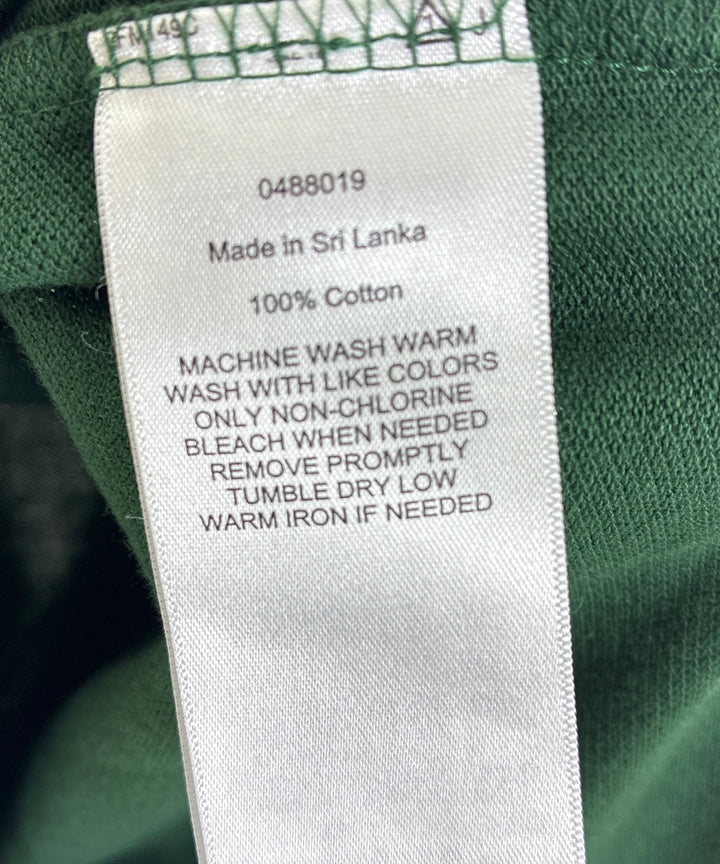 0488019
Made in Sri Lanka
100% Cotton
MACHINE WASH WARM
WASH WITH LIKE COLORS
ONLY NON-CHLORINE
BLEACH WHEN NEEDED
REMOVE PROMPTLY
TUMBLE DRY LOW
WARM IRON IF NEEDED